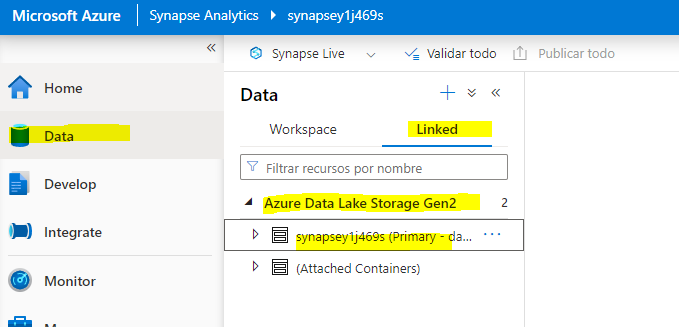 Microsoft Azure Synapse Analytics synapsey1j469s
Synapse Live Validar todo Publicar todo
Home
Data
Develop
Integrate
Monitor
Data
Workspace Linked
Filtrar recursos por nombre
Azure Data Lake Storage Gen2 2
synapsey1j469s (Primary - da...
(Attached Containers)